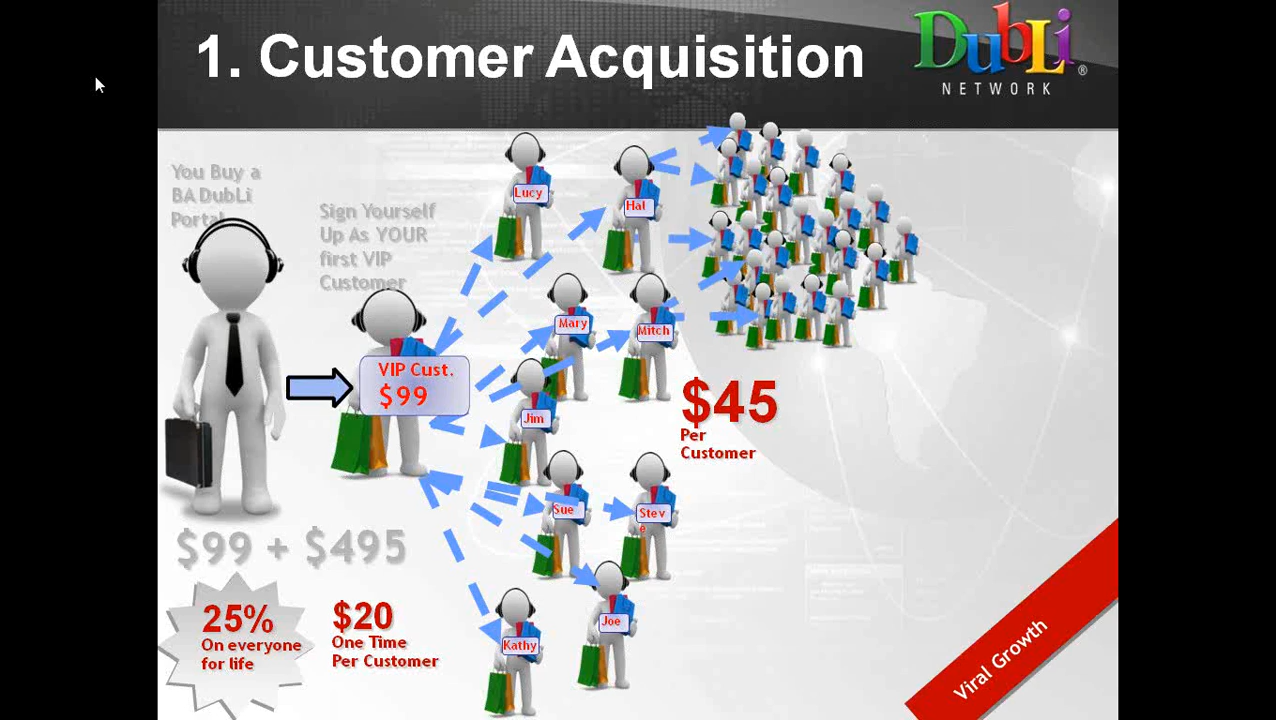 1. Customer Acquisition
DubLi
®
NETWORK
You Buy a
BA DubLi
Portal
Sign Yourself
Up As YOUR
first VIP
Customer
Lucy
Hal
VIP Cust.
$99
Mary
Mitch
Jim
$45
Per
Customer
Sue
Stev
e
$99 + $495
25%
On everyone
for life
$20
One Time
Per Customer
Joe
Kathy
Viral Growth